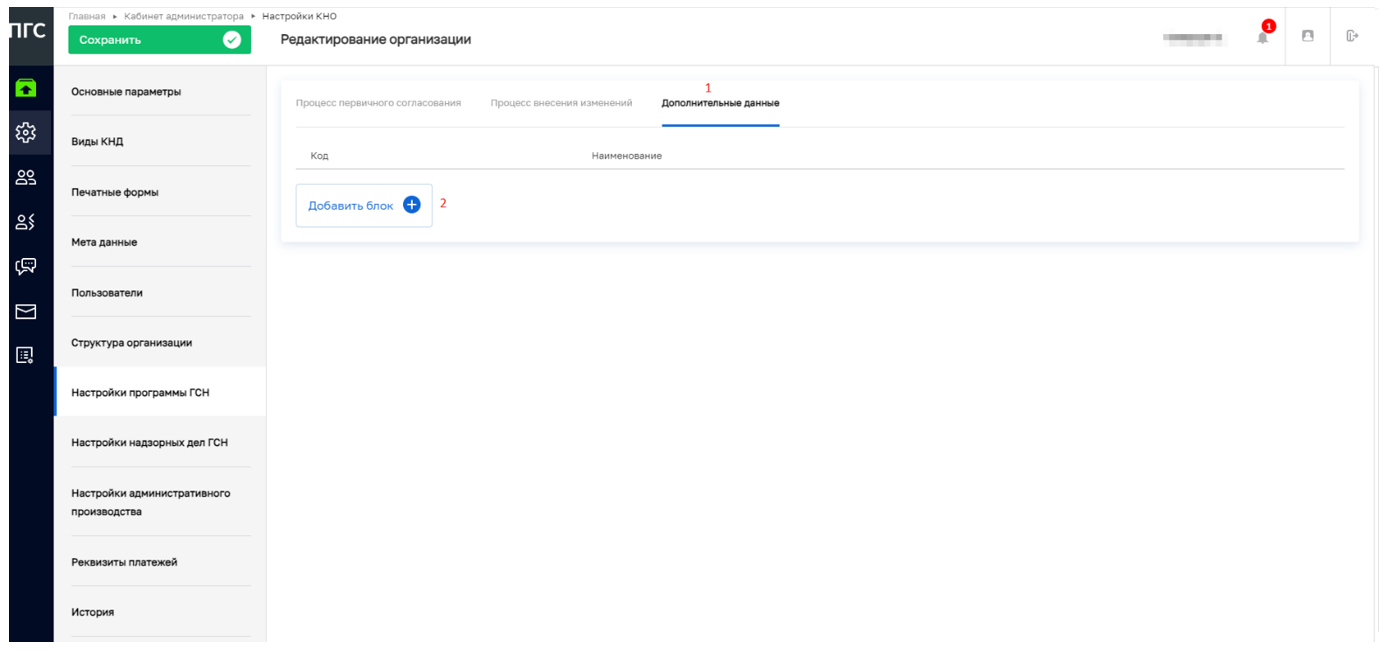 ПГС
Главная ▸ Кабинет администратора ▸ Настройки КНО
Сохранить
Редактирование организации
1
Основные параметры
Виды КНД
Печатные формы
Мета данные
Пользователи
Структура организации
Настройки программы ГСН
Настройки надзорных дел ГСН
Настройки административного
производства
Реквизиты платежей
История
1
Процесс первичного согласования Процесс внесения изменений Дополнительные данные
Код Наименование
Добавить блок 2